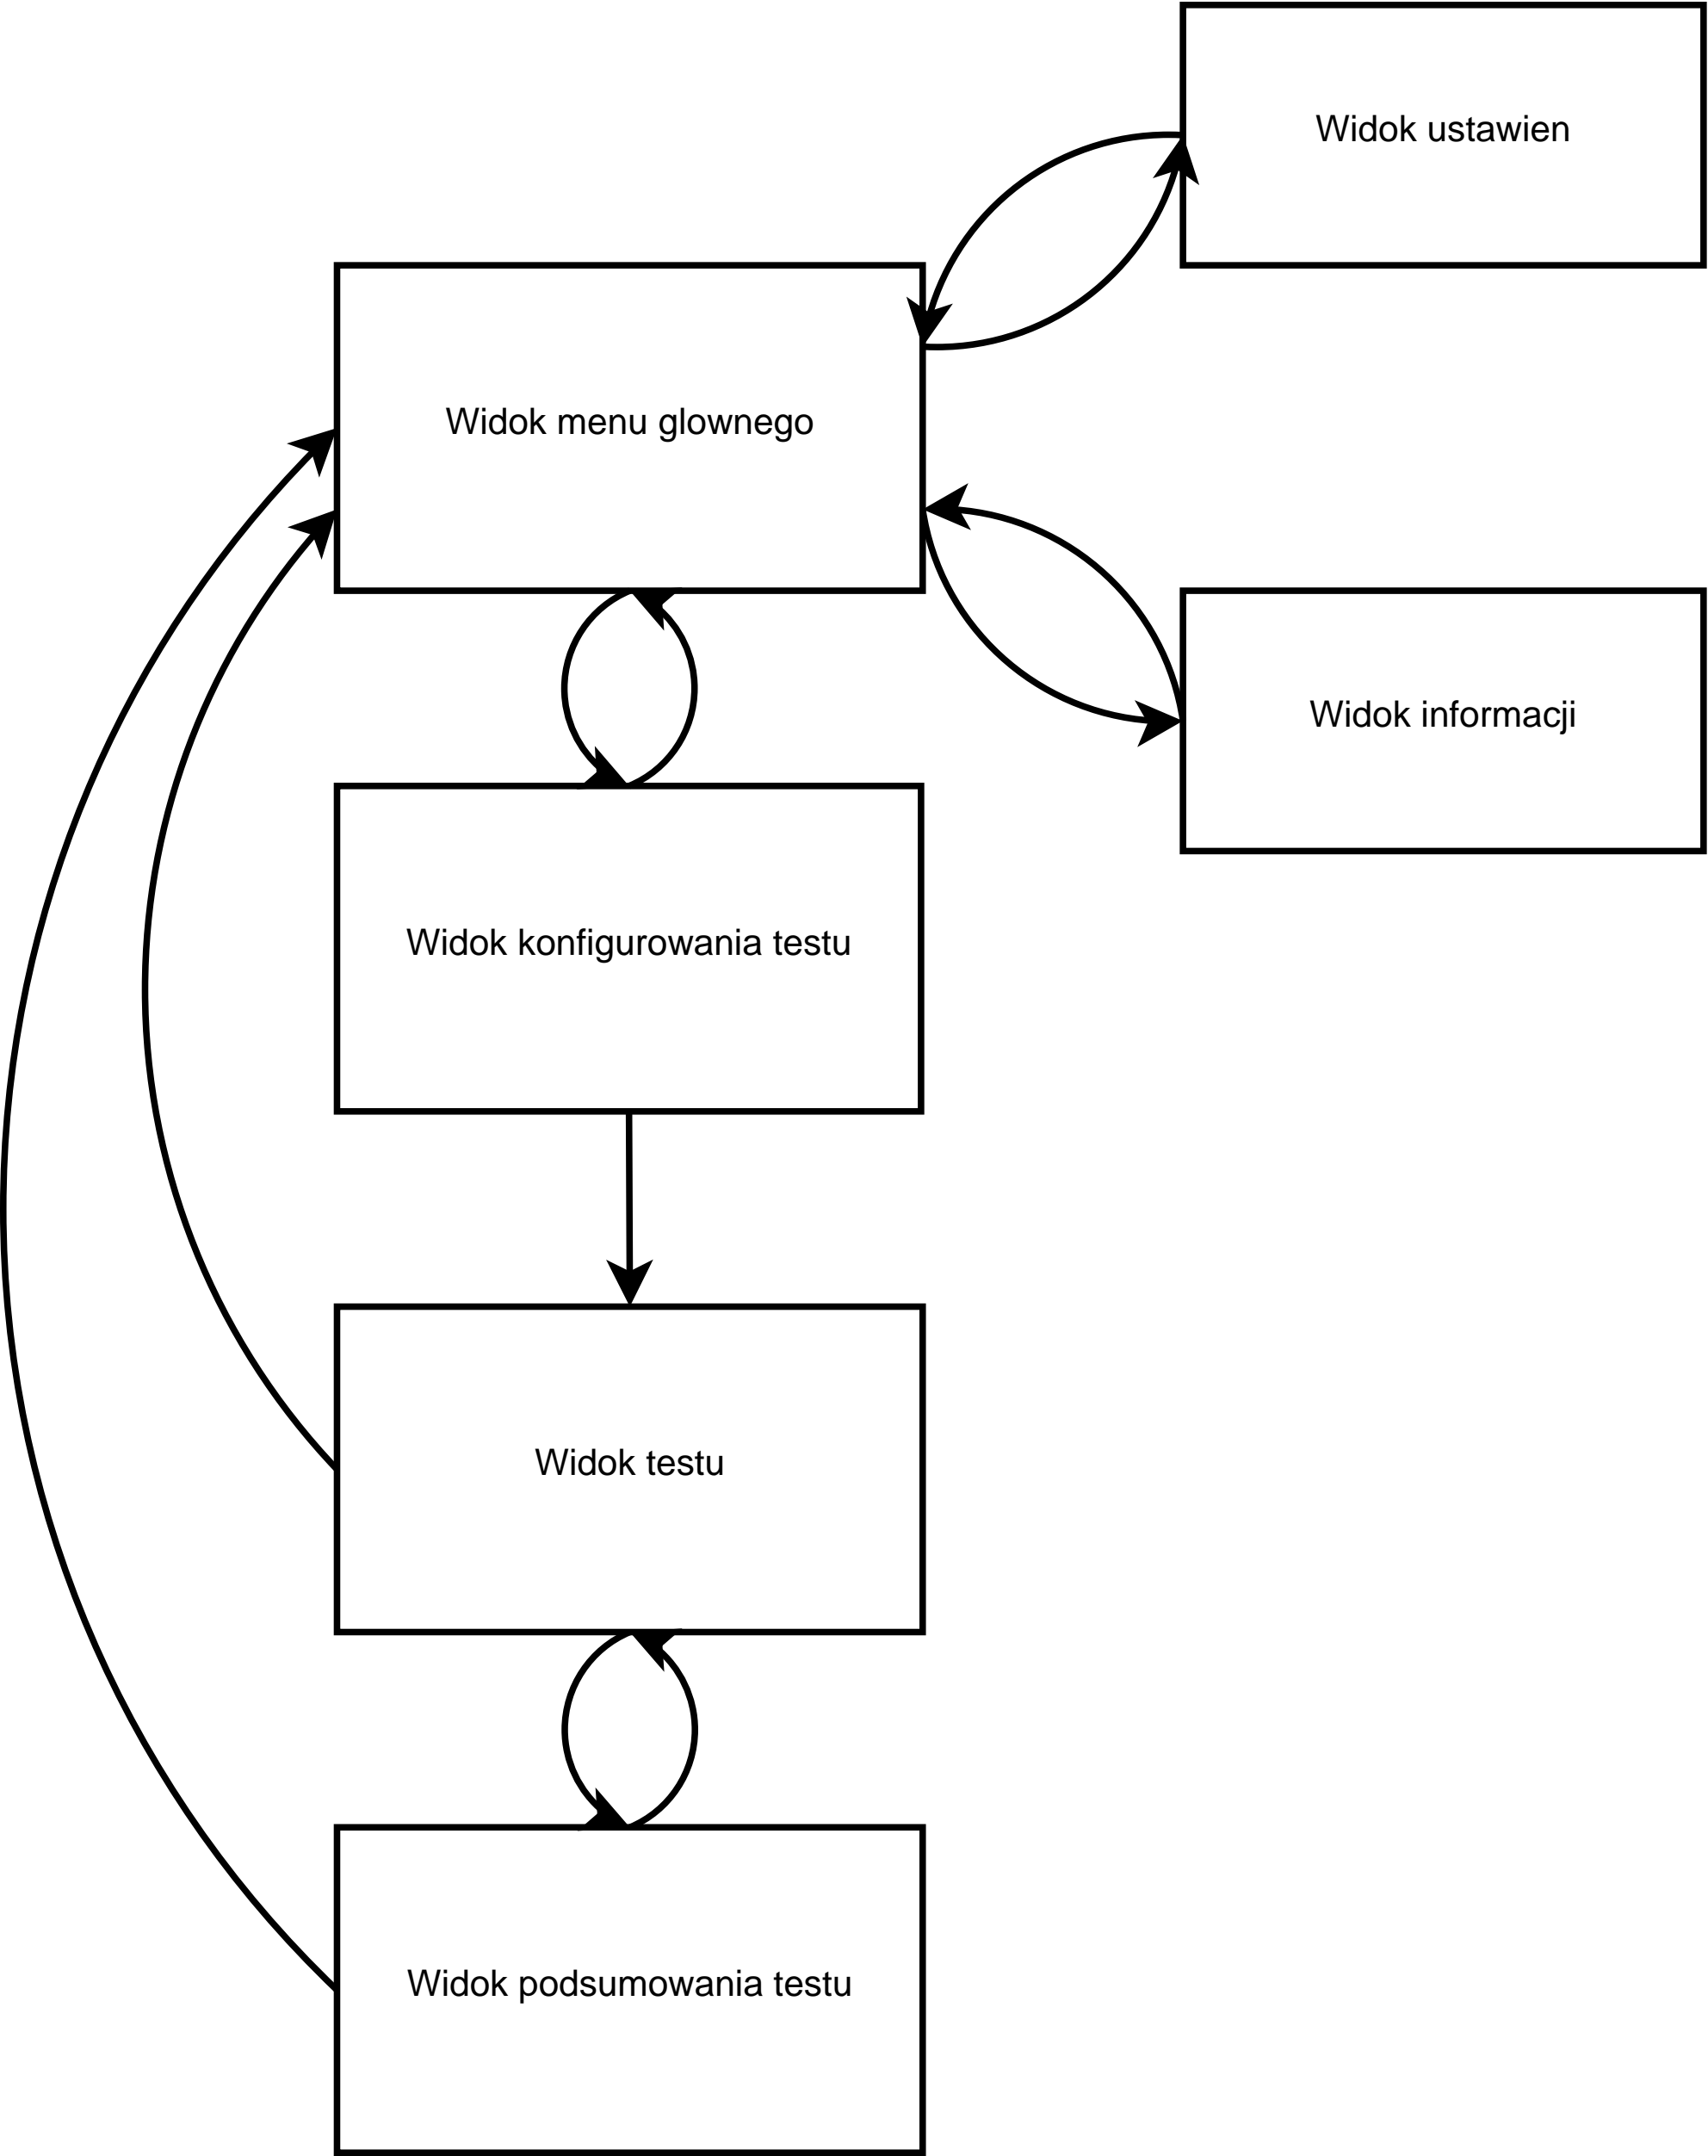 Widok ustawien
Widok menu glownego
Widok informacji
Widok konfigurowania testu
Widok testu
Widok podsumowania testu